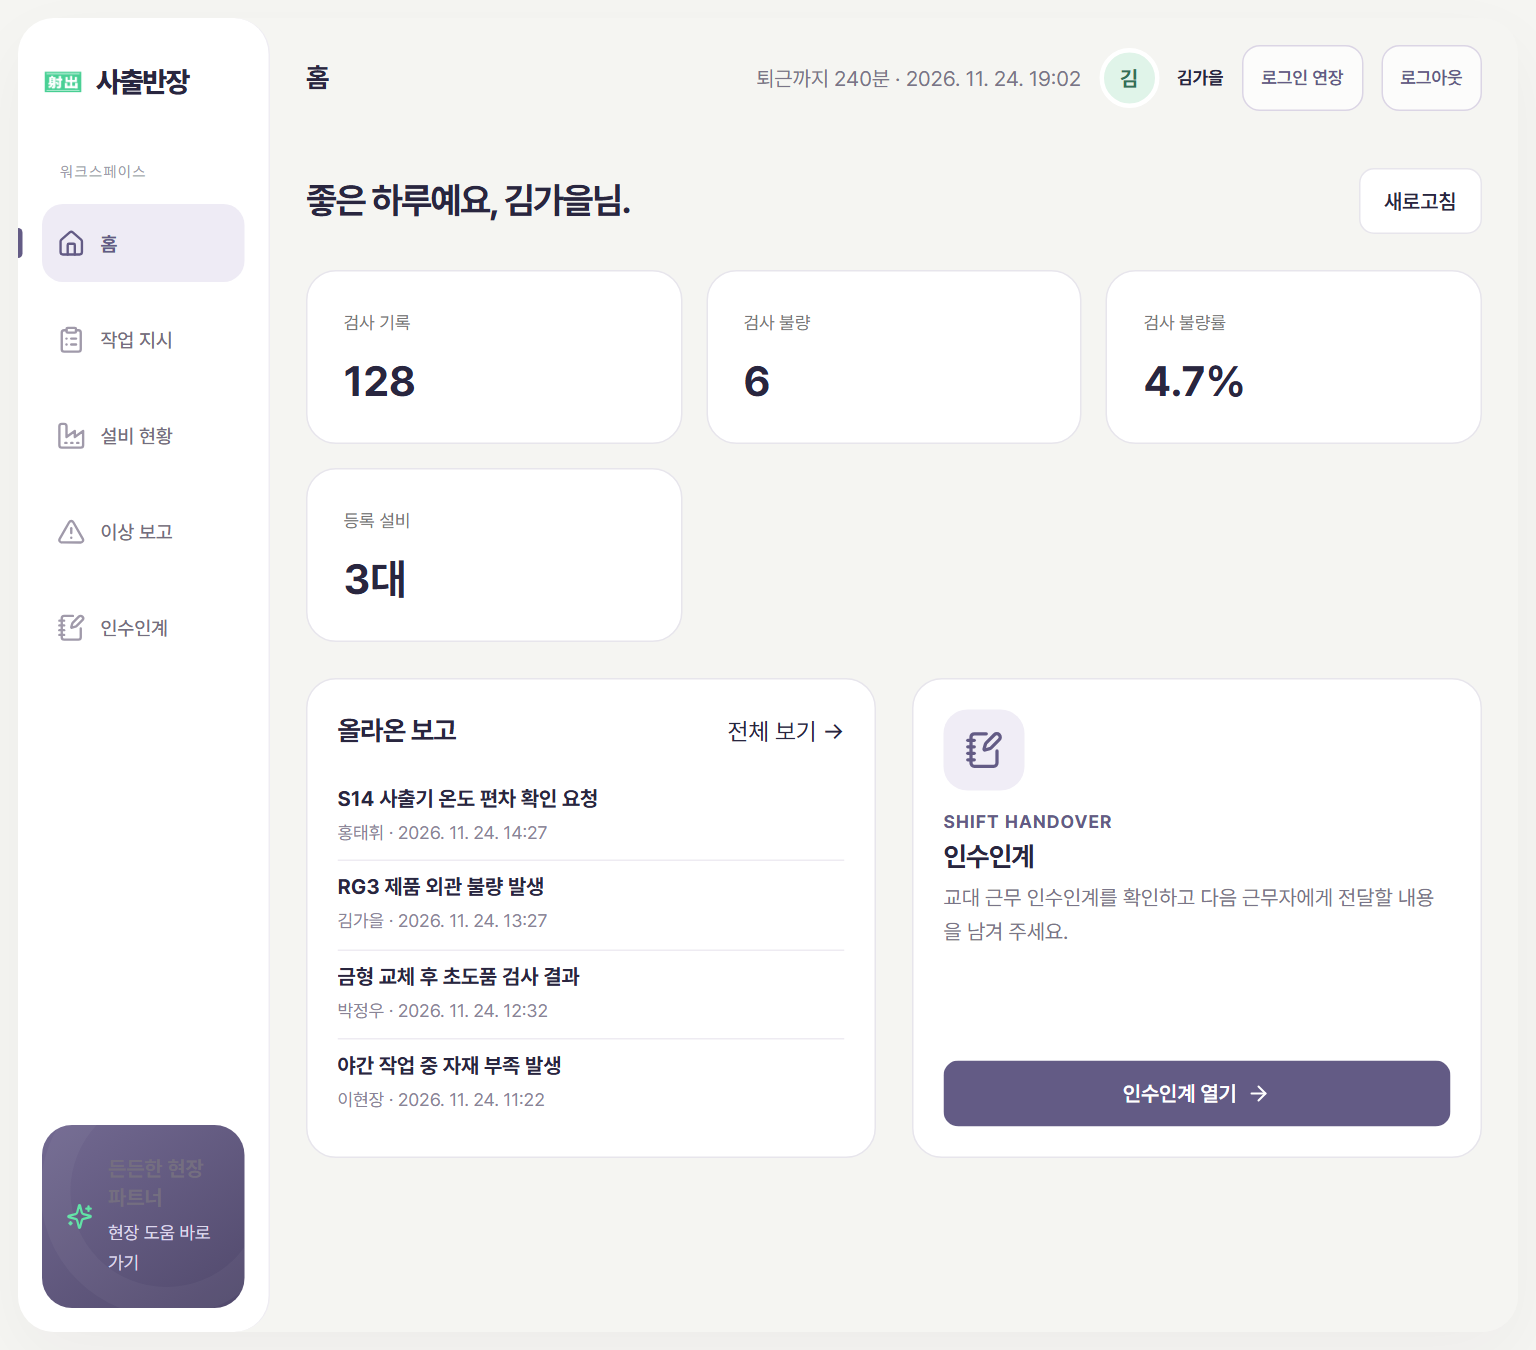 射出 사출반장
홈
퇴근까지 240분 · 2026. 11. 24. 19:02
김
김가을
로그인 연장
로그아웃
워크스페이스
홈
작업 지시
설비 현황
이상 보고
인수인계
든든한 현장
파트너
현장 도움 바로
가기
좋은 하루예요, 김가을님.
새로고침
검사 기록
128
검사 불량
6
검사 불량률
4.7%
등록 설비
3대
올라온 보고
전체 보기 →
S14 사출기 온도 편차 확인 요청
홍태휘 · 2026. 11. 24. 14:27
RG3 제품 외관 불량 발생
김가을 · 2026. 11. 24. 13:27
금형 교체 후 초도품 검사 결과
박정우 · 2026. 11. 24. 12:32
야간 작업 중 자재 부족 발생
이현장 · 2026. 11. 24. 11:22
SHIFT HANDOVER
인수인계
교대 근무 인수인계를 확인하고 다음 근무자에게 전달할 내용
을 남겨 주세요.
인수인계 열기 →